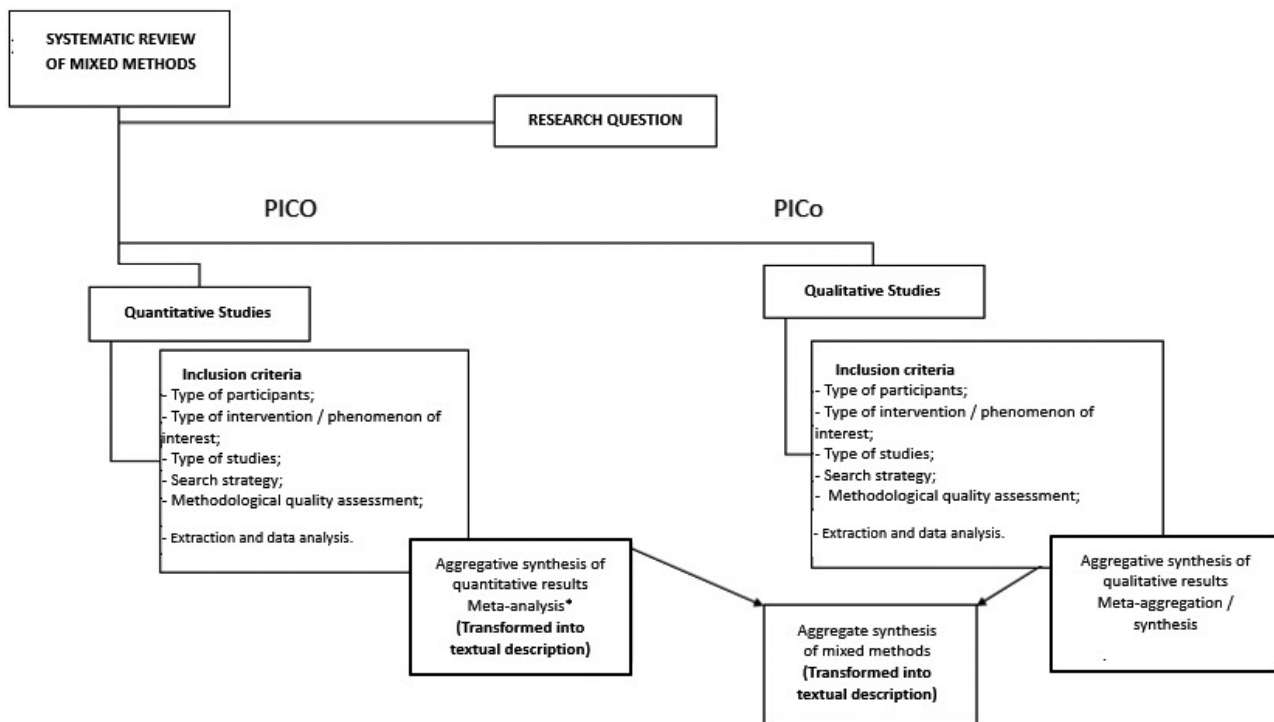 SYSTEMATIC REVIEW
OF MIXED METHODS
RESEARCH QUESTION
PICO
PICo
Quantitative Studies
Qualitative Studies
Inclusion criteria
- Type of participants;
- Type of intervention / phenomenon of
interest;
- Type of studies;
- Search strategy;
- Methodological quality assessment;
- Extraction and data analysis.
Inclusion criteria
- Type of participants;
- Type of intervention / phenomenon of
interest;
- Type of studies;
- Search strategy;
- Methodological quality assessment;
- Extraction and data analysis.
Aggregative synthesis of
quantitative results
Meta-analysis*
(Transformed into
textual description)
Aggregate synthesis
of mixed methods
(Transformed into
textual description)
Aggregative synthesis of
qualitative results
Meta-aggregation /
synthesis
.